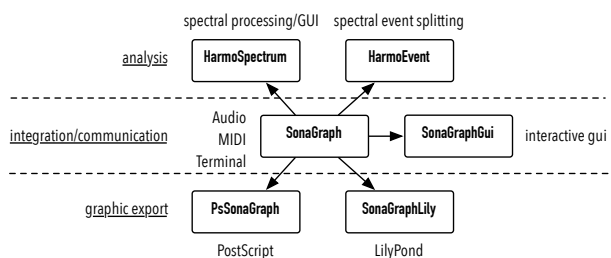 spectral processing/GUI
spectral event splitting
analysis
HarmoSpectrum
HarmoEvent
integration/communication
Audio
MIDI
Terminal
SonaGraph
SonaGraphGui
interactive gui
graphic export
PsSonaGraph
SonaGraphLily
PostScript
LilyPond